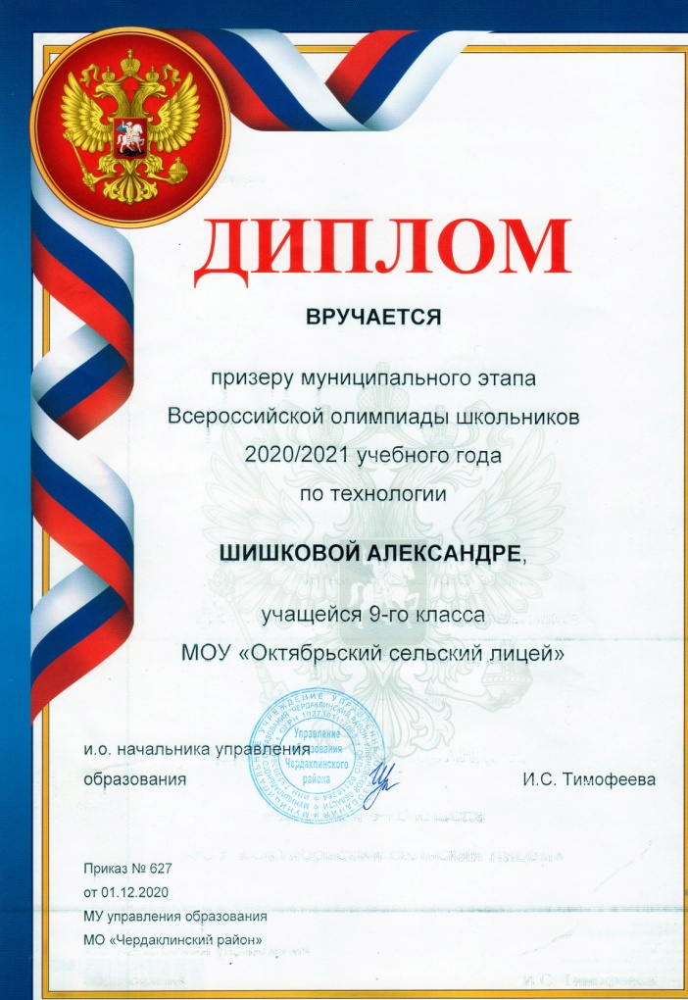 ДИПЛОМ
ВРУЧАЕТСЯ
призеру муниципального этапа
Всероссийской олимпиады школьников
2020/2021 учебного года
по технологии
ШИШКОВОЙ АЛЕКСАНДРЕ,
учащейся 9-го класса
МОУ «Октябрьский сельский лицей»
Управление
образования
Чердаклинского
района
и.о. начальника управления
образования
И.С. Тимофеева
Приказ № 627
от 01.12.2020
МУ управления образования
МО «Чердаклинский район»